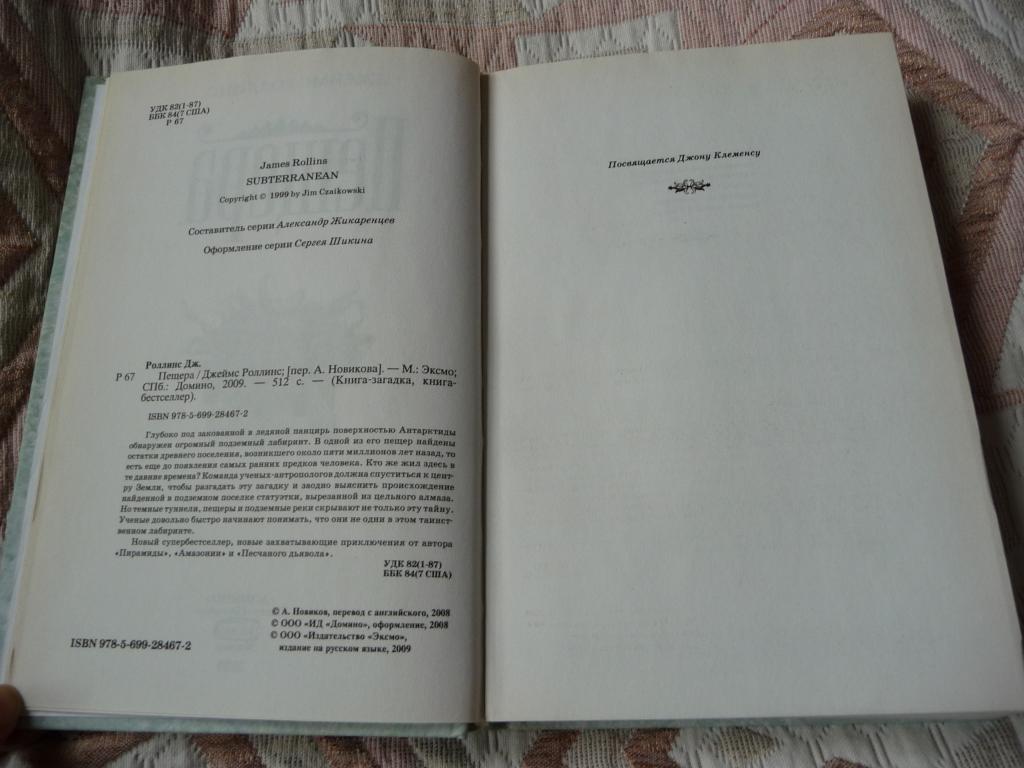 УДК 82(1-87)
ББК 84(7 США)
Р 67
James Rollins
SUBTERRANEAN
Copyright © 1999 by Jim Czaikowski
Составитель серии Александр Жикаренцев
Оформление серии Сергея Шикина
Роллинс Дж.
Р 67 Пещера / Джеймс Роллинс; [пер. А. Новикова]. — М.: Эксмо;
СПб.: Домино, 2009. — 512 с. — (Книга-загадка, книга-
бестселлер).
ISBN 978-5-699-28467-2
Глубоко под закованной в ледяной панцирь поверхностью Антарктиды
обнаружен огромный подземный лабиринт. В одной из его пещер найдены
остатки древнего поселения, возникшего около пяти миллионов лет назад, то
есть еще до появления самых ранних предков человека. Кто же жил здесь в
те давние времена? Команда ученых-антропологов должна спуститься к цент-
ру Земли, чтобы разгадать эту загадку и заодно выяснить происхождение
найденной в подземном поселке статуэтки, вырезанной из цельного алмаза.
Но темные туннели, пещеры и подземные реки скрывают не только эту тайну.
Ученые довольно быстро начинают понимать, что они не одни в этом таинст-
венном лабиринте.
Новый супербестселлер, новые захватывающие приключения от автора
«Пирамиды», «Амазонии» и «Песчаного дьявола».
УДК 82(1-87)
ББК 84(7 США)
© А. Новиков, перевод с английского, 2008
© ООО «ИД «Домино», оформление, 2008
© ООО «Издательство «Эксмо»,
издание на русском языке, 2009
ISBN 978-5-699-28467-2
Посвящается Джону Клеменсу